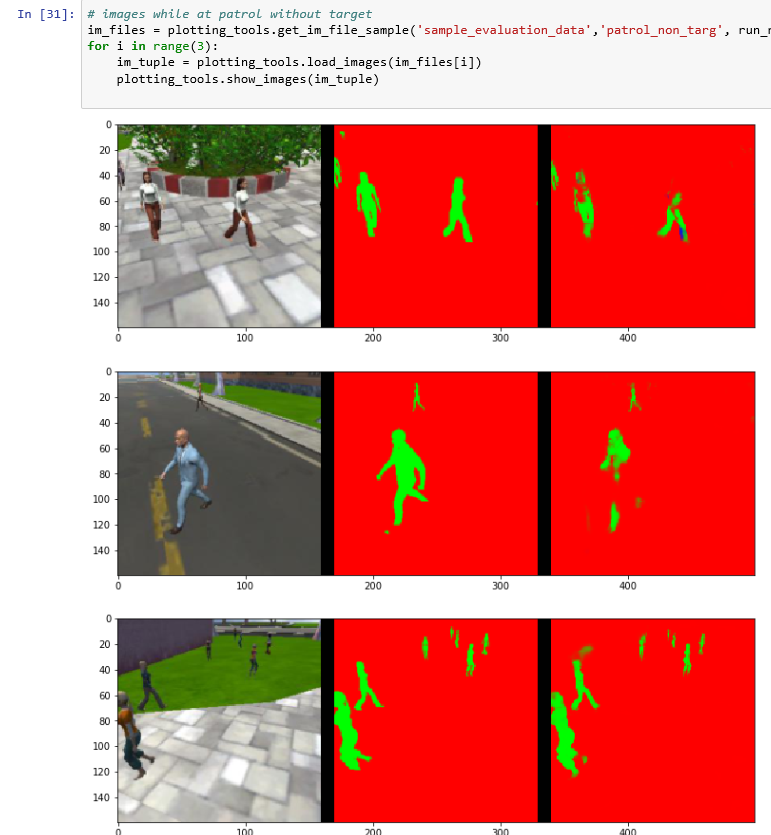 In [31]:
# images while at patrol without target
im_files = plotting_tools.get_im_file_sample('sample_evaluation_data','patrol_non_targ',
for i in range(3):
    im_tuple = plotting_tools.load_images(im_files[i])
    plotting_tools.show_images(im_tuple)
0
20
40
60
80
100
120
140
0 100 200 300 400
0
20
40
60
80
100
120
140
0 100 200 300 400
0
20
40
60
80
100
120
140
0 100 200 300 400